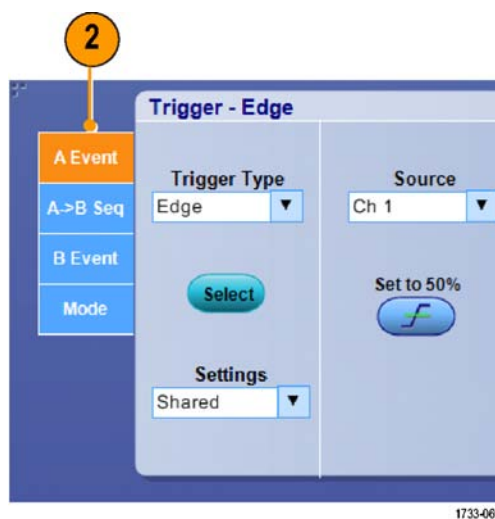 2
Trigger - Edge
A Event
A->B Seq
B Event
Mode
Trigger Type
Edge
Select
Settings
Shared
Source
Ch 1
Set to 50%
1733-06